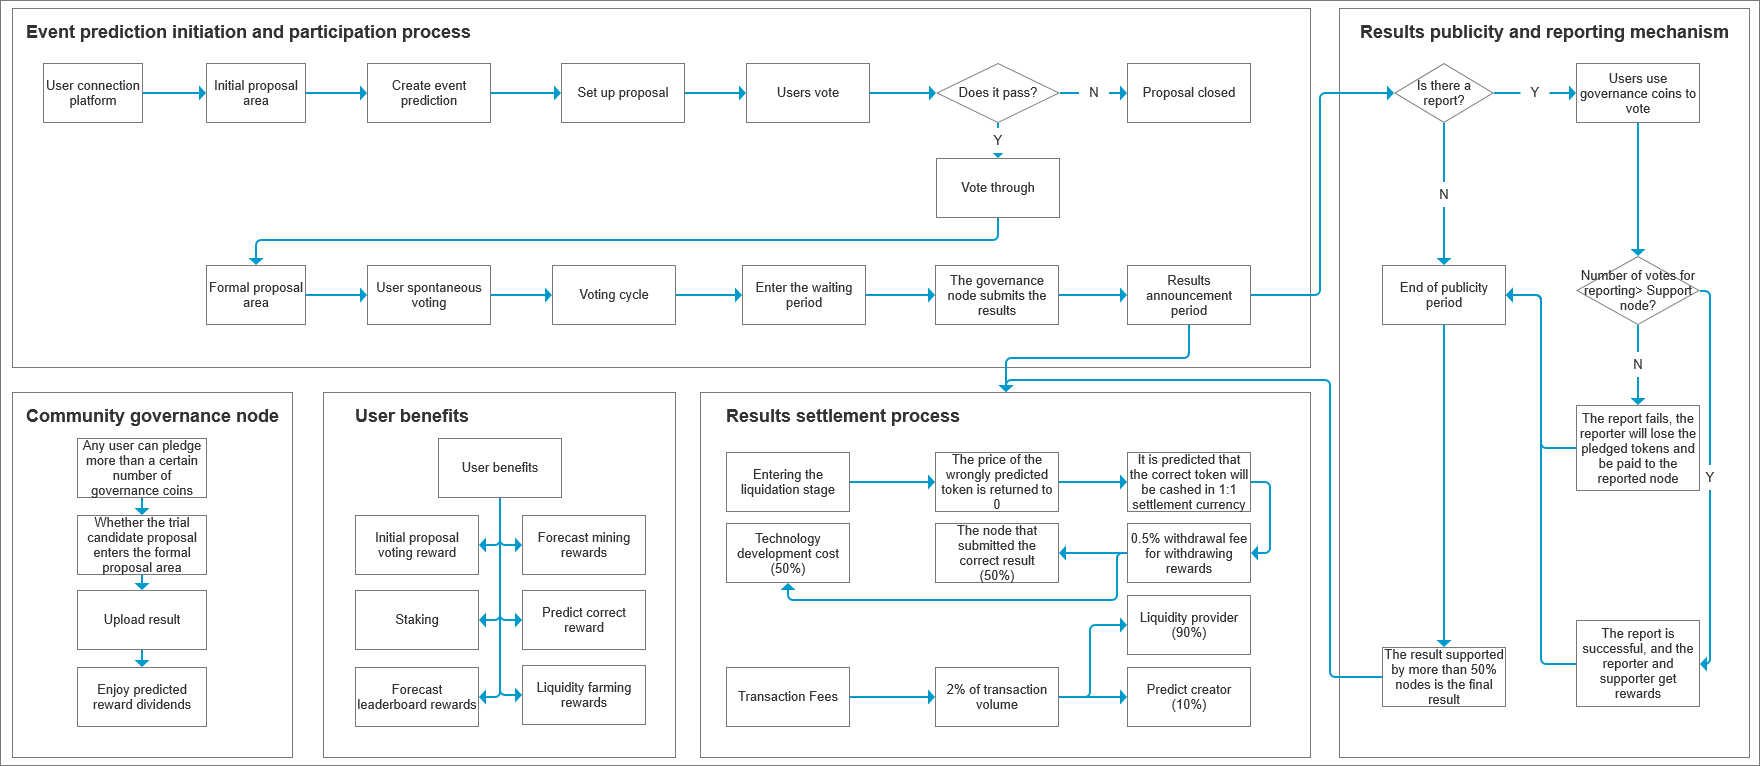 Event prediction initiation and participation process
User connection
platform
Initial proposal
area
Create event
prediction
Set up proposal
Users vote
Does it pass?
N
Proposal closed
Y
Vote through
Formal proposal
area
User spontaneous
voting
Voting cycle
Enter the waiting
period
The governance
node submits the
results
Results
announcement
period
Results publicity and reporting mechanism
Is there a
report?
Y
Users use
governance coins to
vote
N
End of publicity
period
Number of votes for
reporting> Support
node?
N
The report fails, the
reporter will lose the
pledged tokens and
be paid to the
reported node
Y
The result supported
by more than 50%
nodes is the final
result
The report is
successful, and the
reporter and
supporter get
rewards
Community governance node
Any user can pledge
more than a certain
number of
governance coins
Whether the trial
candidate proposal
enters the formal
proposal area
Upload result
Enjoy predicted
reward dividends
User benefits
User benefits
Initial proposal
voting reward
Forecast mining
rewards
Staking
Predict correct
reward
Forecast
leaderboard rewards
Liquidity farming
rewards
Results settlement process
Entering the
liquidation stage
The price of the
wrongly predicted
token is returned to
0
It is predicted that
the correct token will
be cashed in 1:1
settlement currency
Technology
development cost
(50%)
The node that
submitted the
correct result
(50%)
0.5% withdrawal fee
for withdrawing
rewards
Liquidity provider
(90%)
Transaction Fees
2% of transaction
volume
Predict creator
(10%)